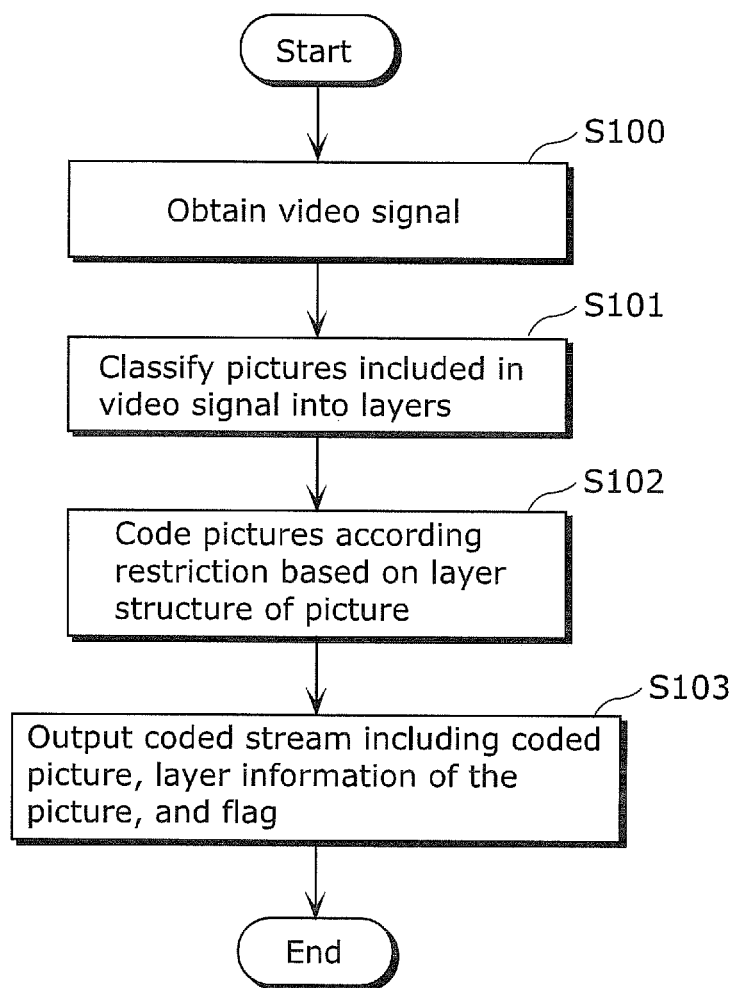 Start
S100
Obtain video signal
S101
Classify pictures included in
video signal into layers
S102
Code pictures according
restriction based on layer
structure of picture
S103
Output coded stream including coded
picture, layer information of the
picture, and flag
End